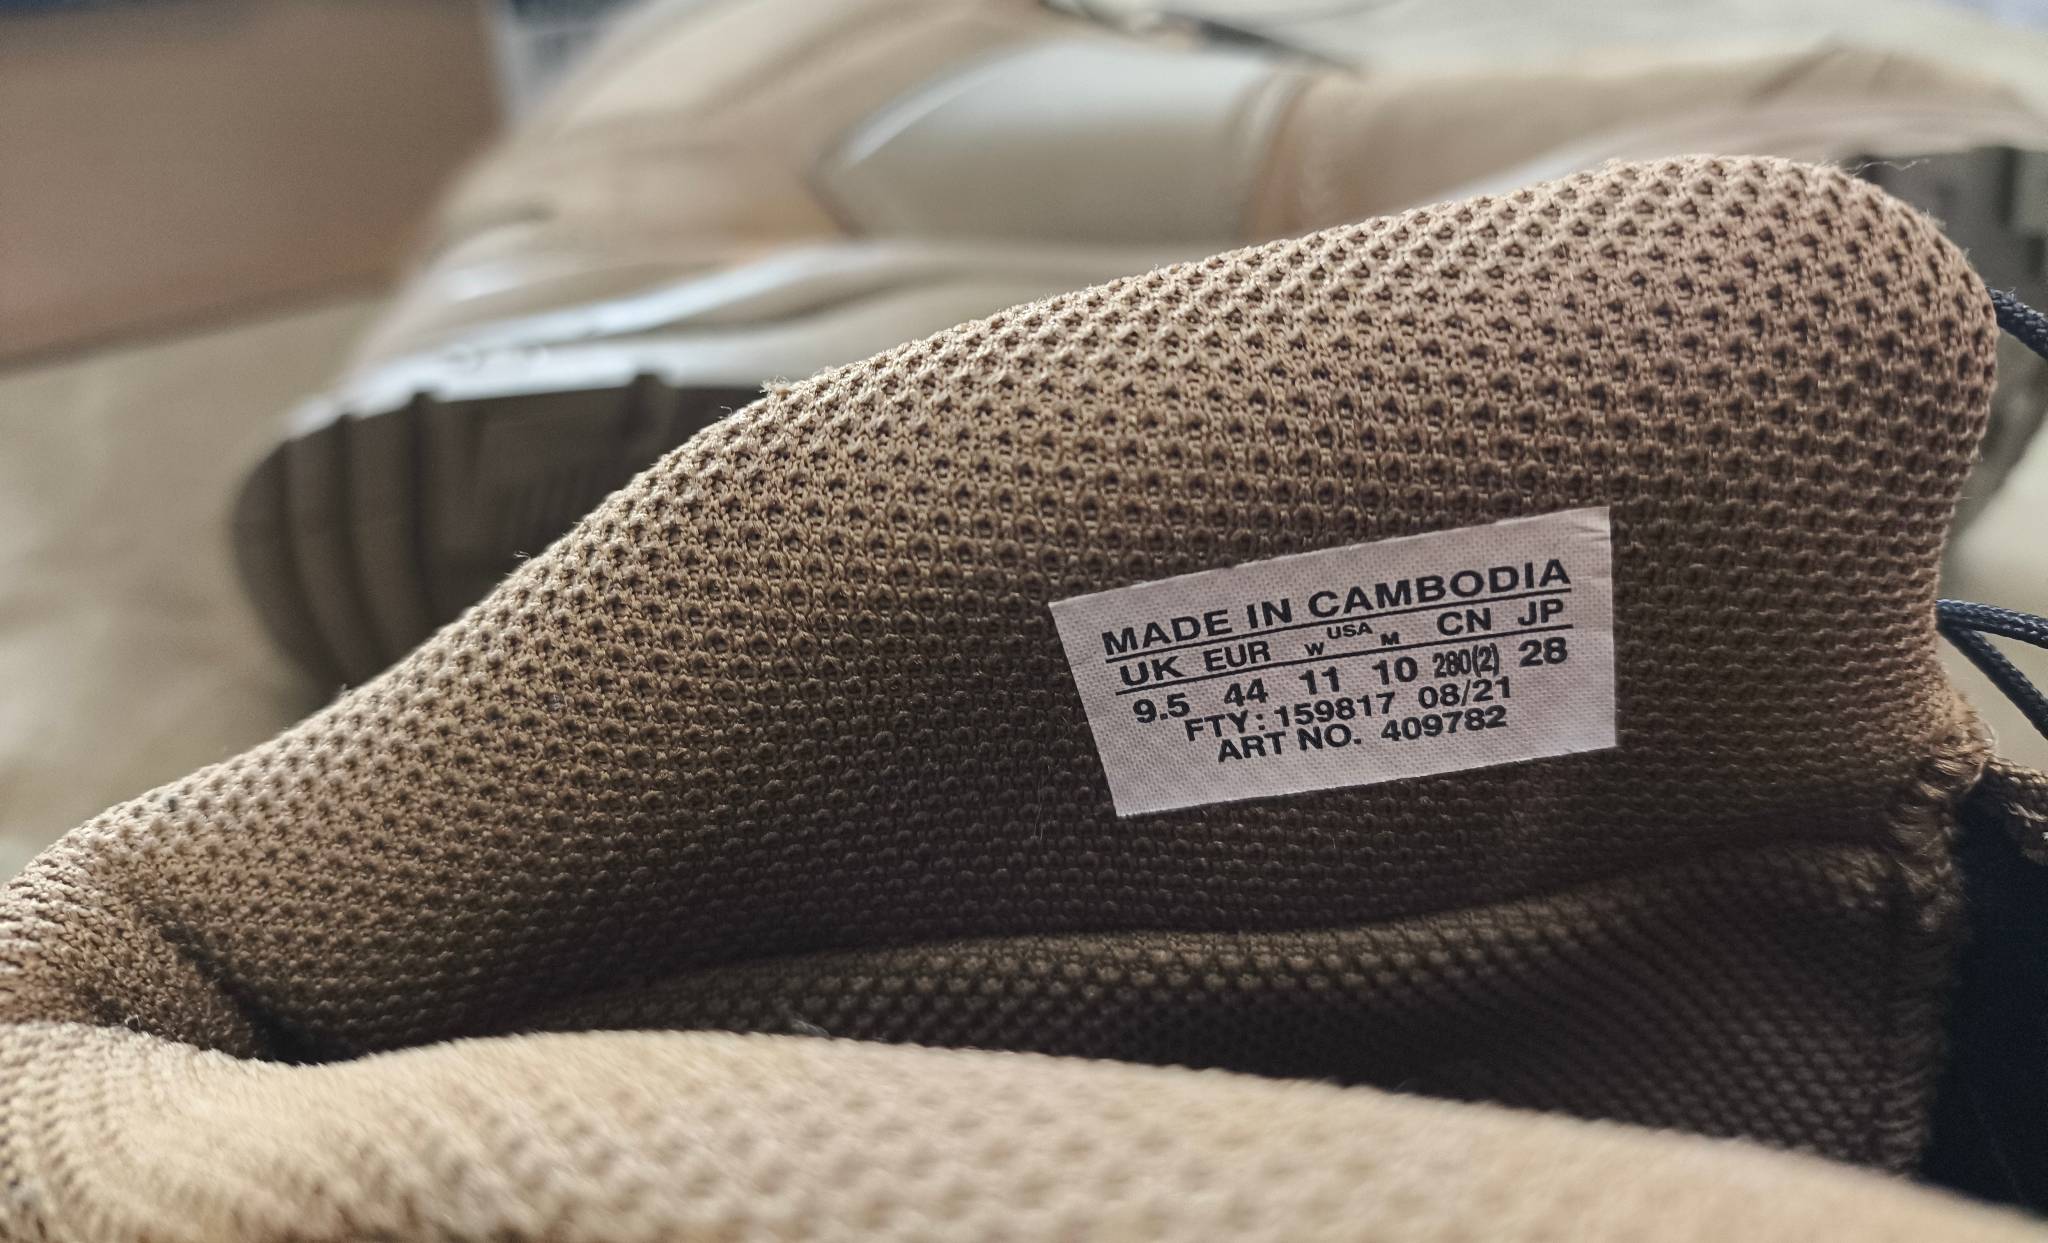 MADE IN CAMBODIA
UK EUR W USA M CN JP
9.5 44 11 10 280(2) 28
FTY: 159817 08/21
ART NO. 409782